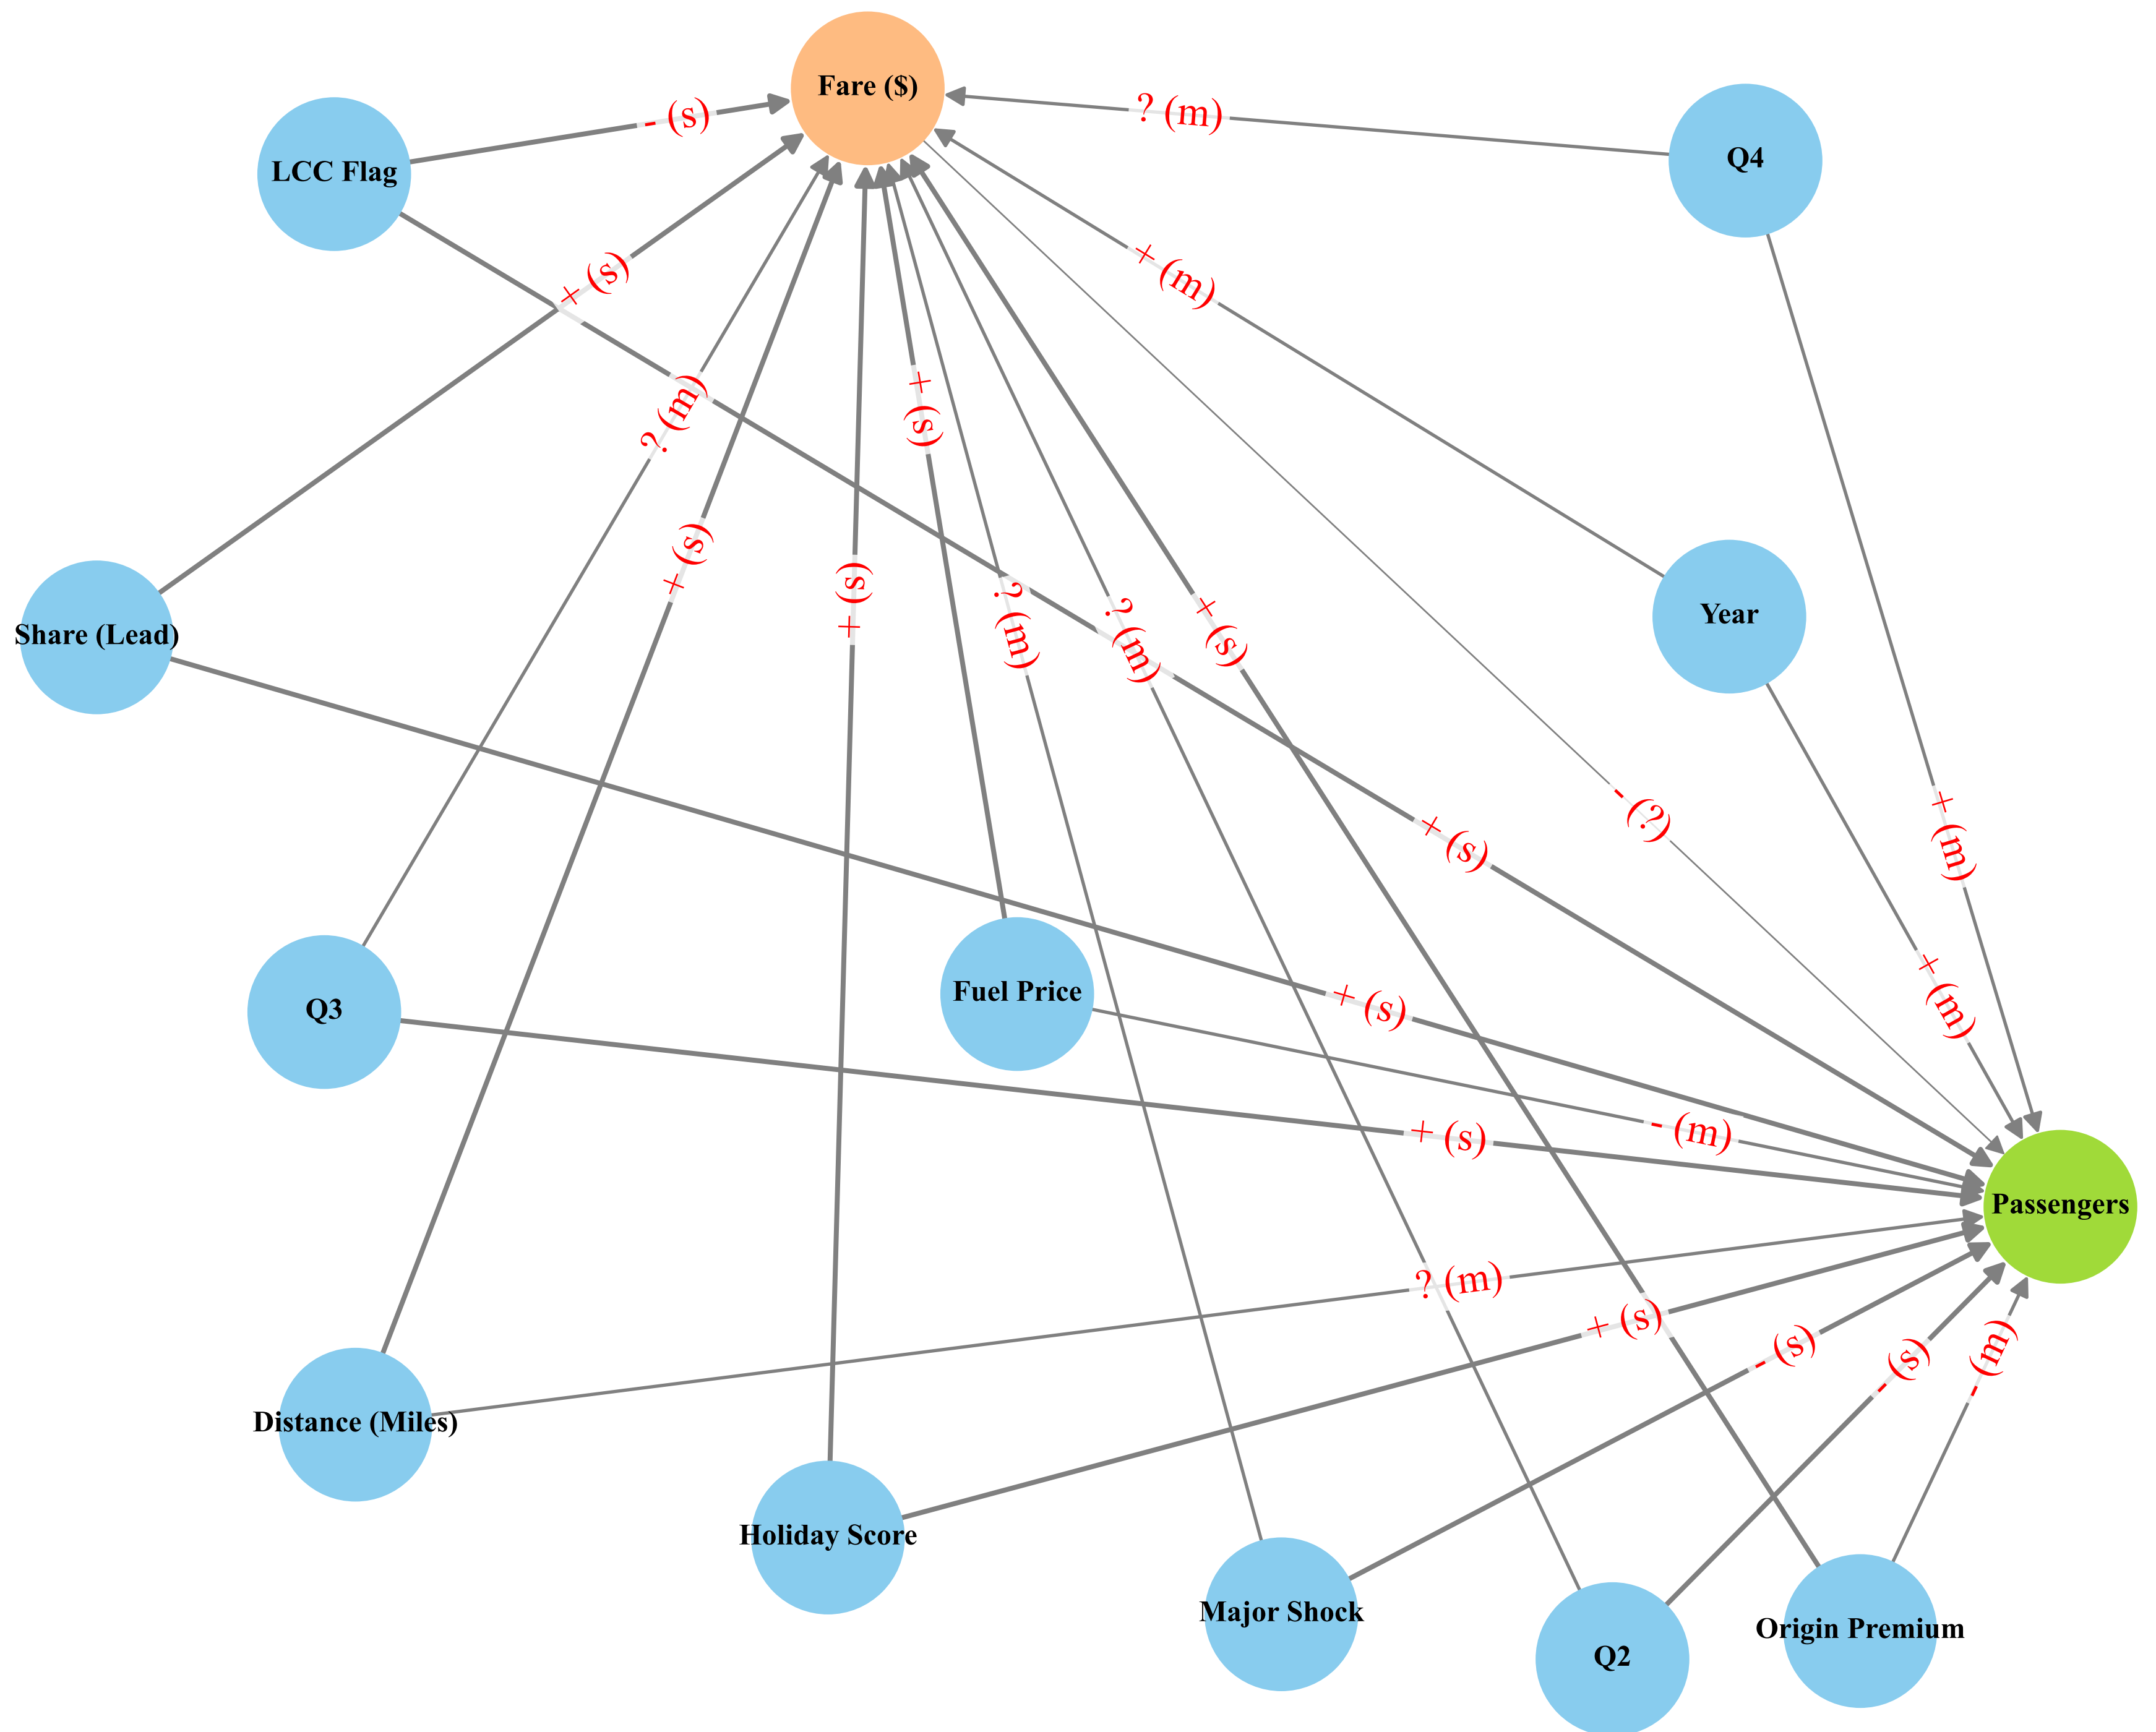 Fare ($)
- (s)
? (m)
Q4
LCC Flag
+ (s)
+ (m)
? (m)
+ (s)
+ (s)
+ (s)
? (m)
? (m)
+ (s)
Year
Share (Lead)
- (?)
+ (s)
+ (m)
Fuel Price
+ (s)
+ (m)
Q3
+ (s)
- (m)
Passengers
? (m)
+ (s)
- (s)
- (s)
- (m)
Distance (Miles)
Holiday Score
Major Shock
Origin Premium
Q2